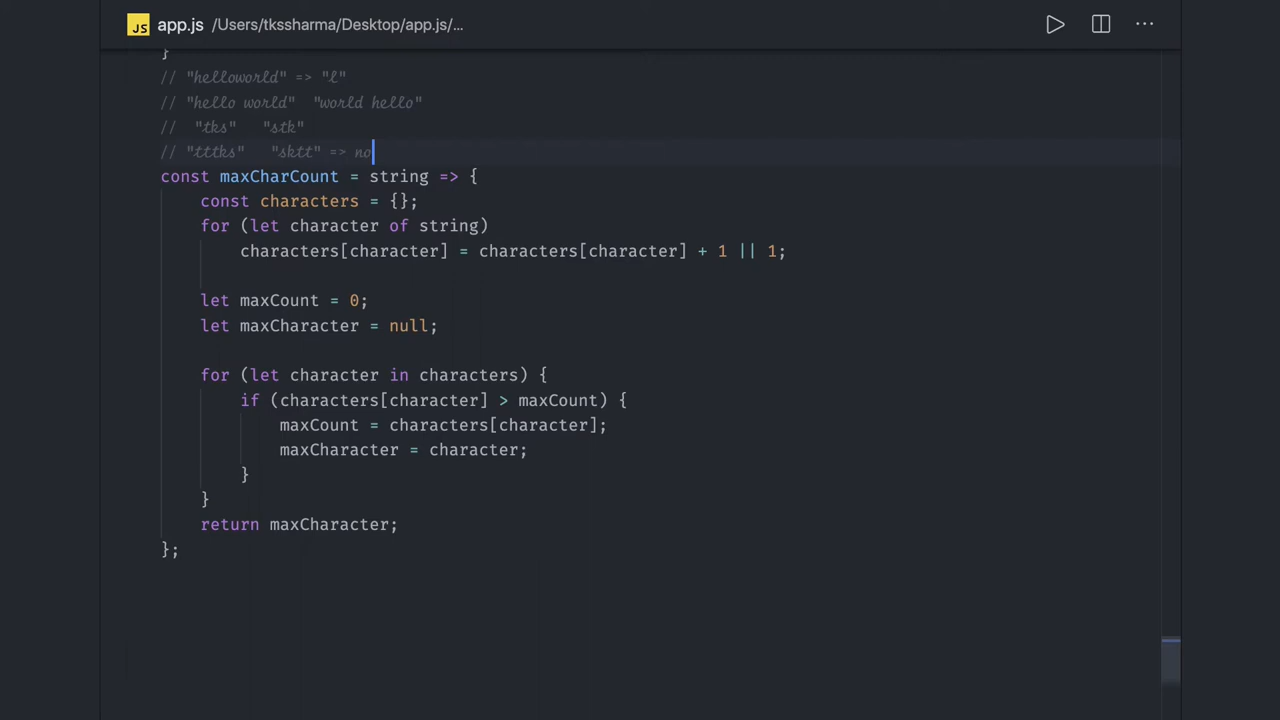 JS app.js /Users/tkssharma/Desktop/app.js/...
}
// "helloworld" => "l"
// "hello world"  "world hello"
//  "tks"   "stk"
// "tttks"   "sktt" => no
const maxCharCount = string => {
    const characters = {};
    for (let character of string)
        characters[character] = characters[character] + 1 || 1;
    let maxCount = 0;
    let maxCharacter = null;
    for (let character in characters) {
        if (characters[character] > maxCount) {
            maxCount = characters[character];
            maxCharacter = character;
        }
    }
    return maxCharacter;
};